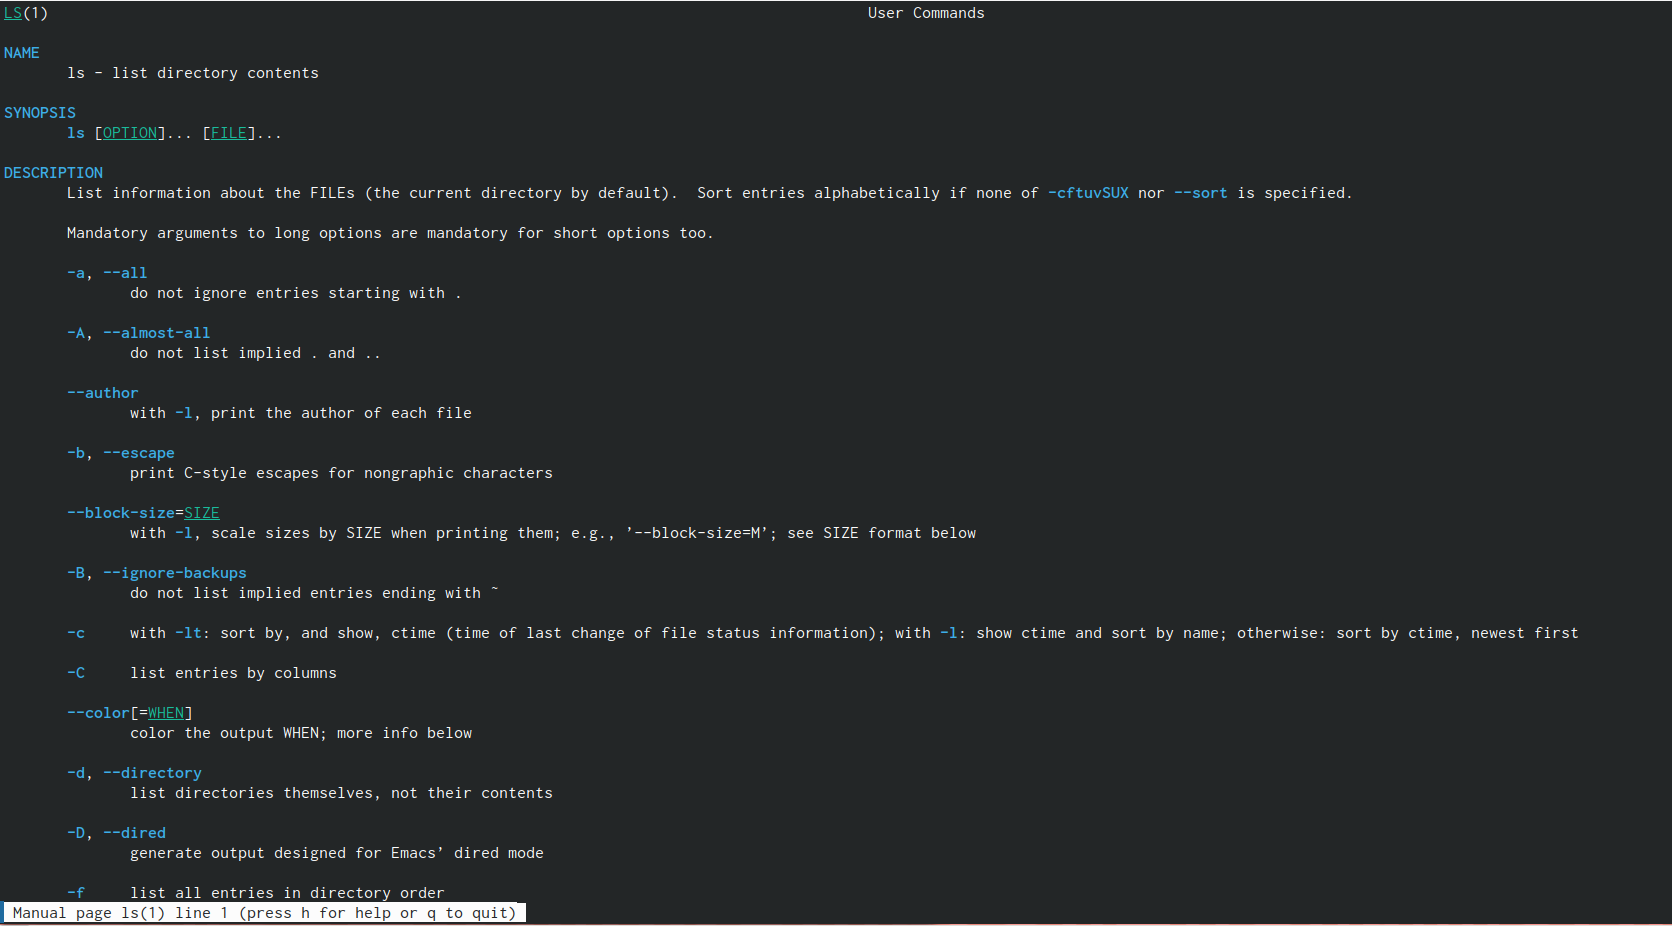 LS(1) User Commands
NAME
ls - list directory contents
SYNOPSIS
ls [OPTION]... [FILE]...
DESCRIPTION
List information about the FILEs (the current directory by default).  Sort entries alphabetically if none of -cftuvSUX nor --sort is specified.
Mandatory arguments to long options are mandatory for short options too.
-a, --all
do not ignore entries starting with .
-A, --almost-all
do not list implied . and ..
--author
with -l, print the author of each file
-b, --escape
print C-style escapes for nongraphic characters
--block-size=SIZE
with -l, scale sizes by SIZE when printing them; e.g., ’--block-size=M’; see SIZE format below
-B, --ignore-backups
do not list implied entries ending with ~
-c with -lt: sort by, and show, ctime (time of last change of file status information); with -l: show ctime and sort by name; otherwise: sort by ctime, newest first
-C list entries by columns
--color[=WHEN]
color the output WHEN; more info below
-d, --directory
list directories themselves, not their contents
-D, --dired
generate output designed for Emacs’ dired mode
-f list all entries in directory order
Manual page ls(1) line 1 (press h for help or q to quit)